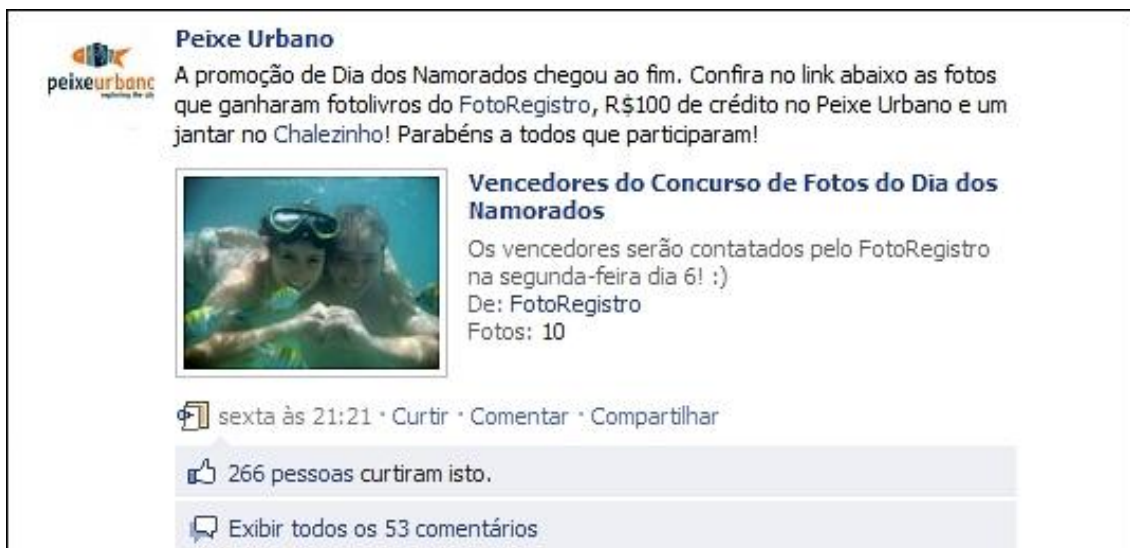 peixeurbano
Peixe Urbano
A promoção de Dia dos Namorados chegou ao fim. Confira no link abaixo as fotos
que ganharam fotolivros do FotoRegistro, R$100 de crédito no Peixe Urbano e um
jantar no Chalezinho! Parabéns a todos que participaram!
Vencedores do Concurso de Fotos do Dia dos
Namorados
Os vencedores serão contatados pelo FotoRegistro
na segunda-feira dia 6! :)
De: FotoRegistro
Fotos: 10
sexta às 21:21 · Curtir · Comentar · Compartilhar
266 pessoas curtiram isto.
Exibir todos os 53 comentários